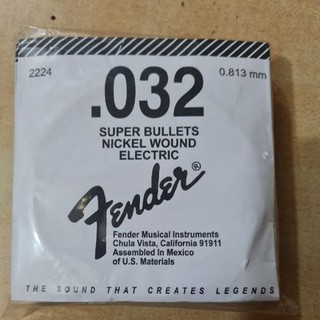 2224
0.813 mm
.032
SUPER BULLETS
NICKEL WOUND
ELECTRIC
Fender®
Fender Musical Instruments
Chula Vista, California 91911
Assembled In Mexico
of U.S. Materials
THE SOUND THAT CREATES LEGENDS